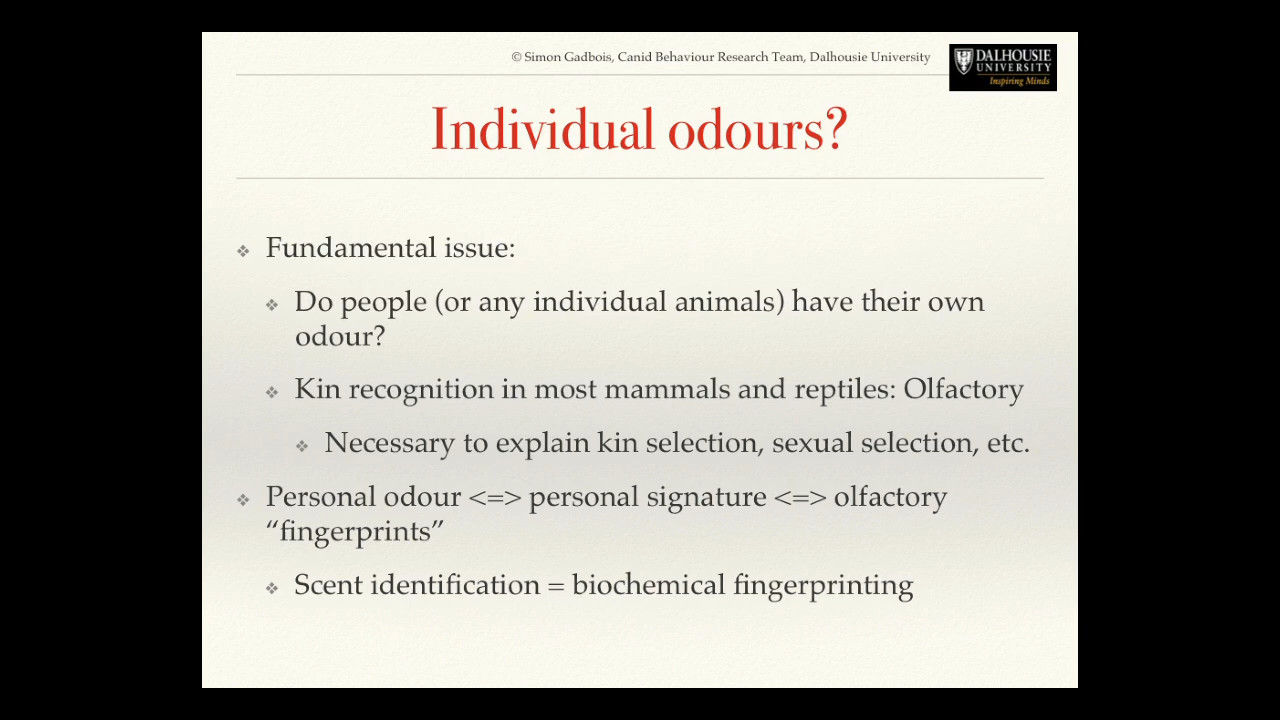 © Simon Gadbois, Canid Behaviour Research Team, Dalhousie University
DALHOUSIE
UNIVERSITY
Inspiring Minds
Individual odours?
❖ Fundamental issue:
❖ Do people (or any individual animals) have their own
odour?
❖ Kin recognition in most mammals and reptiles: Olfactory
❖ Necessary to explain kin selection, sexual selection, etc.
❖ Personal odour <=> personal signature <=> olfactory
“fingerprints”
❖ Scent identification = biochemical fingerprinting